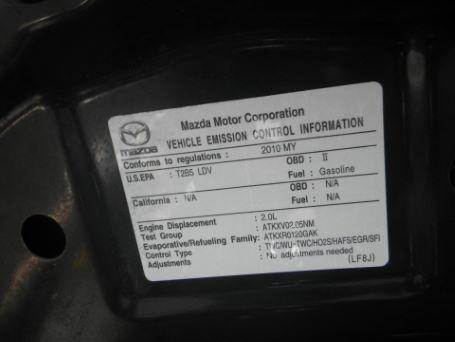 Mazda Motor Corporation
mazda VEHICLE EMISSION CONTROL INFORMATION
Conforms to regulations : 2010 MY
U.S.EPA : T2B5 LDV OBD : II
Fuel : Gasoline
California : N/A OBD : N/A
Fuel : N/A
Engine Displacement : 2.0L
Test Group : ATKXV02.05NM
Evaporative/Refueling Family: ATKXR0120GAK
Control Type : TWC/WU-TWC/HO2S/HAFS/EGR/SFI
Adjustments : No adjustments needed
(LF8J)